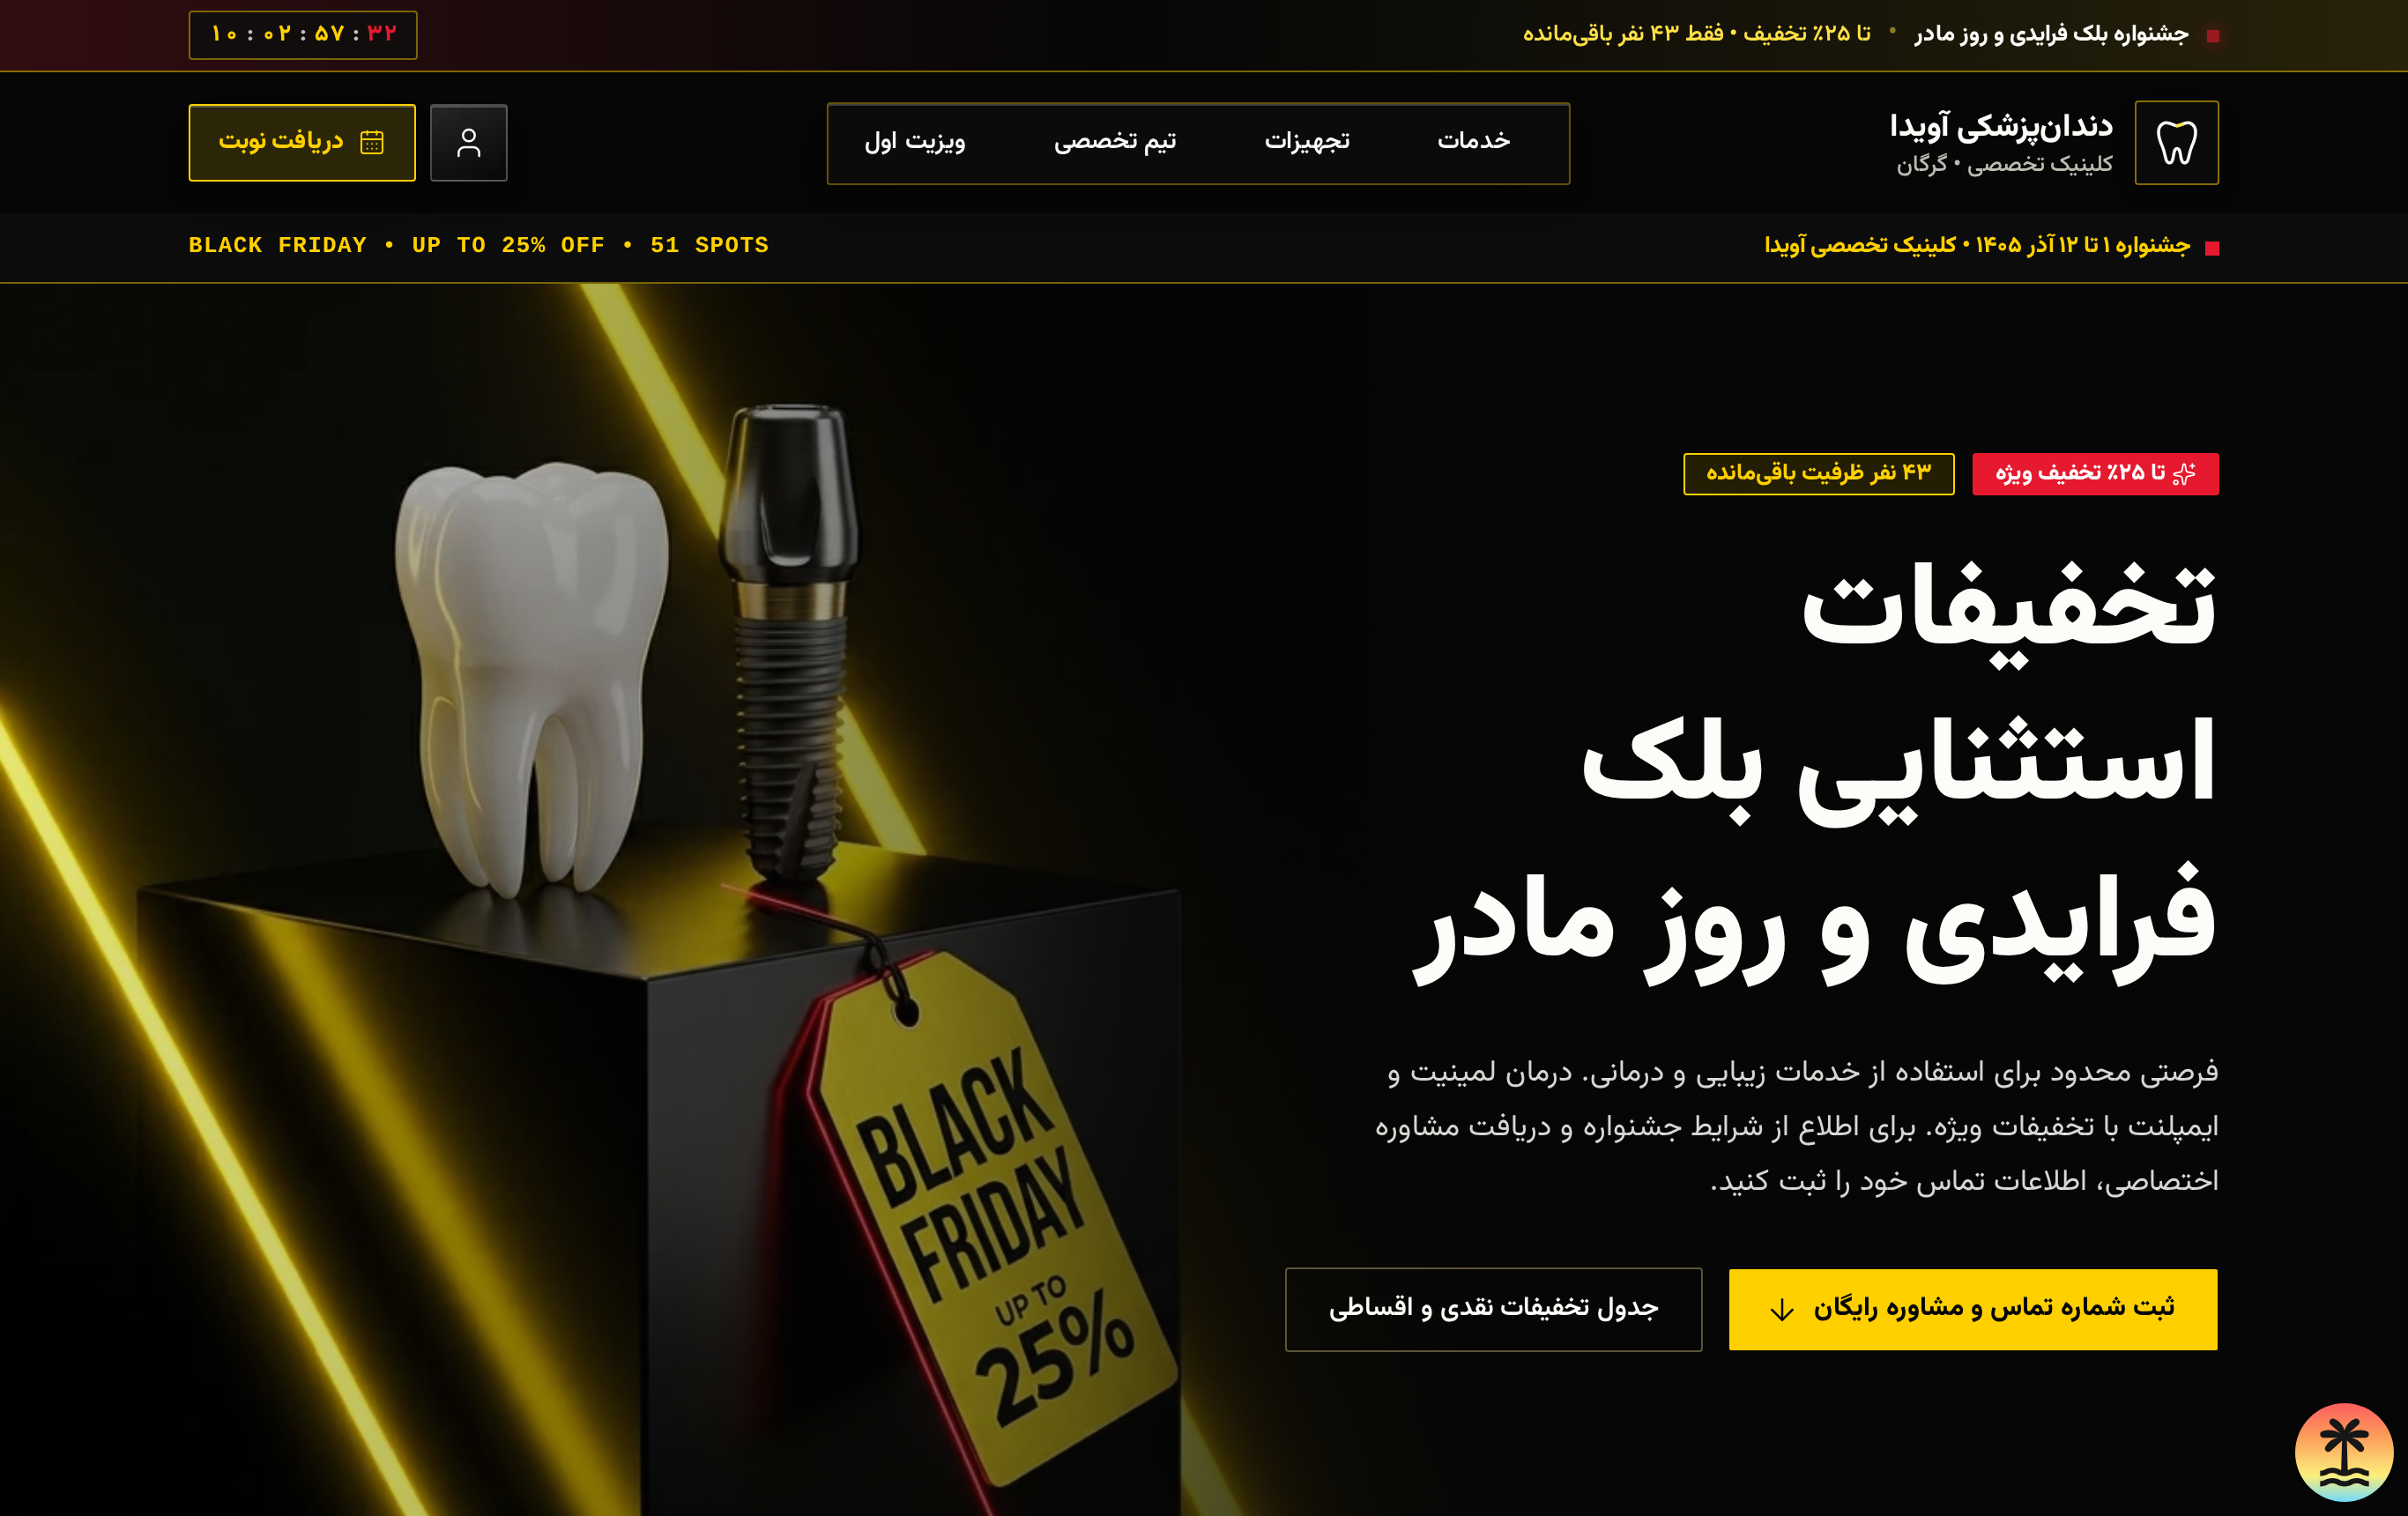 جشنواره بلک فرایدی و روز مادر • تا ۲۵٪ تخفیف • فقط ۴۳ نفر باقی‌مانده
۱۰ : ۰۲ : ۵۷ : ۳۲
دندان‌پزشکی آویدا
کلینیک تخصصی • گرگان
خدمات
تجهیزات
تیم تخصصی
ویزیت اول
دریافت نوبت
جشنواره ۱ تا ۱۲ آذر ۱۴۰۵ • کلینیک تخصصی آویدا
BLACK FRIDAY • UP TO 25% OFF • 51 SPOTS
تا ۲۵٪ تخفیف ویژه
۴۳ نفر ظرفیت باقی‌مانده
تخفیفات
استثنایی بلک
فرایدی و روز مادر
فرصتی محدود برای استفاده از خدمات زیبایی و درمانی. درمان لمینیت و
ایمپلنت با تخفیفات ویژه. برای اطلاع از شرایط جشنواره و دریافت مشاوره
اختصاصی، اطلاعات تماس خود را ثبت کنید.
ثبت شماره تماس و مشاوره رایگان
جدول تخفیفات نقدی و اقساطی
BLACK
FRIDAY
UP TO
25%